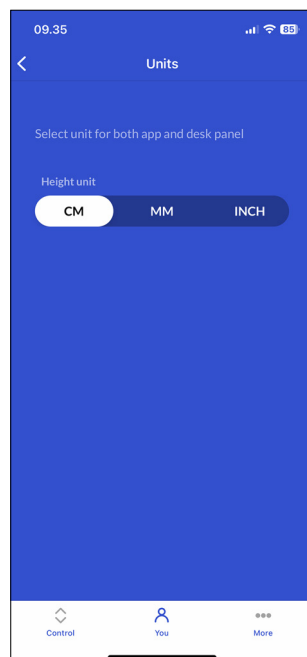 09.35
85
Units
Select unit for both app and desk panel
Height unit
CM MM INCH
Control You More